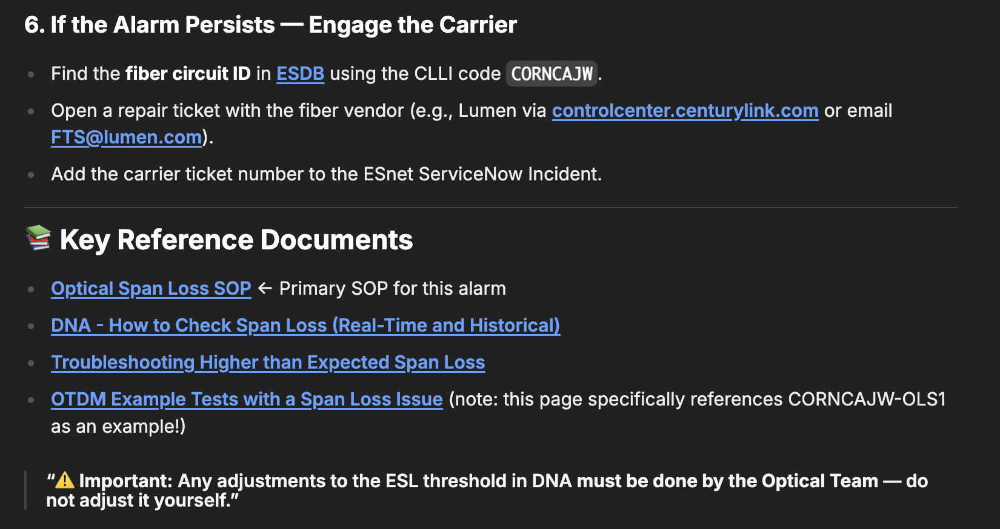 6. If the Alarm Persists — Engage the Carrier
• Find the fiber circuit ID in ESDB using the CLLI code CORNCAJW.
• Open a repair ticket with the fiber vendor (e.g., Lumen via controlcenter.centurylink.com or email
FTS@lumen.com).
• Add the carrier ticket number to the ESnet ServiceNow Incident.
📚 Key Reference Documents
• Optical Span Loss SOP ← Primary SOP for this alarm
• DNA - How to Check Span Loss (Real-Time and Historical)
• Troubleshooting Higher than Expected Span Loss
• OTDM Example Tests with a Span Loss Issue (note: this page specifically references CORNCAJW-OLS1
as an example!)
“⚠️ Important: Any adjustments to the ESL threshold in DNA must be done by the Optical Team — do
not adjust it yourself.”